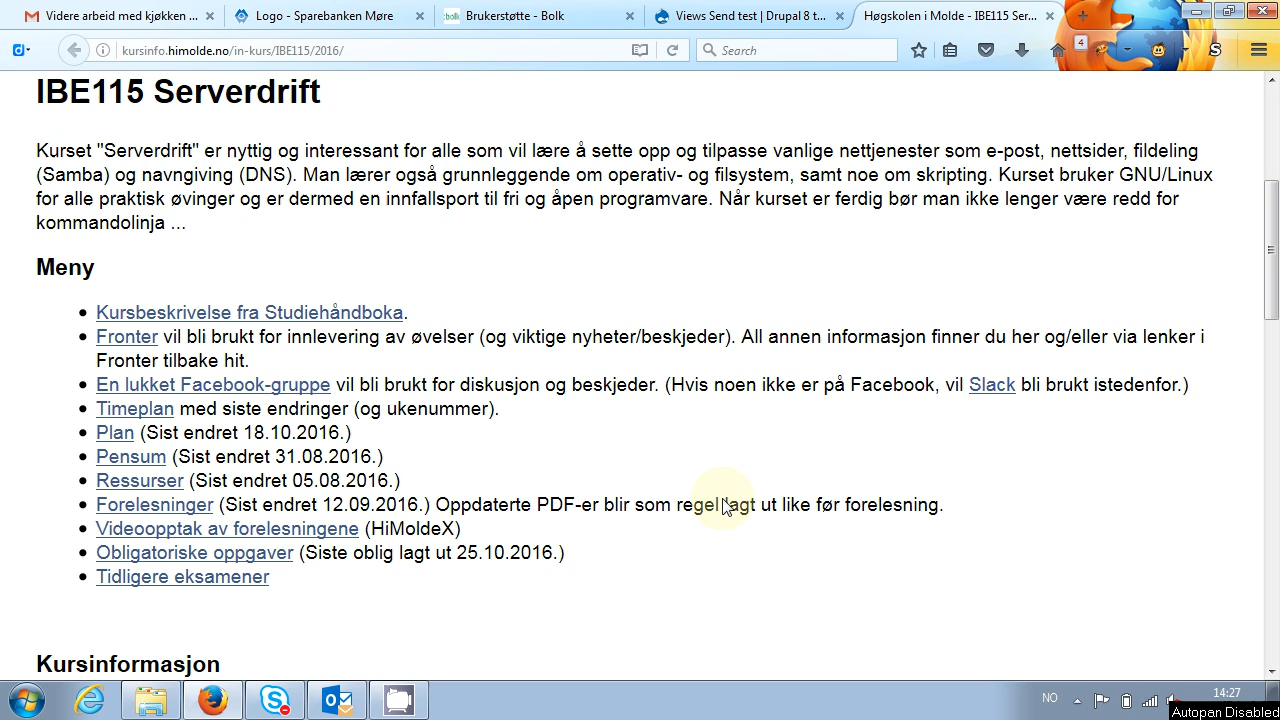 Videre arbeid med kjøkken ...
Logo - Sparebanken Møre
Brukerstøtte - Bolk
Views Send test | Drupal 8 t...
Høgskolen i Molde - IBE115 Ser...
kursinfo.himolde.no/in-kurs/IBE115/2016/
Search
4
IBE115 Serverdrift
Kurset "Serverdrift" er nyttig og interessant for alle som vil lære å sette opp og tilpasse vanlige nettjenester som e-post, nettsider, fildeling
(Samba) og navngiving (DNS). Man lærer også grunnleggende om operativ- og filsystem, samt noe om skripting. Kurset bruker GNU/Linux
for alle praktisk øvinger og er dermed en innfallsport til fri og åpen programvare. Når kurset er ferdig bør man ikke lenger være redd for
kommandolinja ...
Meny
Kursbeskrivelse fra Studiehåndboka.
Fronter vil bli brukt for innlevering av øvelser (og viktige nyheter/beskjeder). All annen informasjon finner du her og/eller via lenker i
Fronter tilbake hit.
En lukket Facebook-gruppe vil bli brukt for diskusjon og beskjeder. (Hvis noen ikke er på Facebook, vil Slack bli brukt istedenfor.)
Timeplan med siste endringer (og ukenummer).
Plan (Sist endret 18.10.2016.)
Pensum (Sist endret 31.08.2016.)
Ressurser (Sist endret 05.08.2016.)
Forelesninger (Sist endret 12.09.2016.) Oppdaterte PDF-er blir som regel lagt ut like før forelesning.
Videoopptak av forelesningene (HiMoldeX)
Obligatoriske oppgaver (Siste oblig lagt ut 25.10.2016.)
Tidligere eksamener
Kursinformasjon
NO
14:27
Autopan Disabled